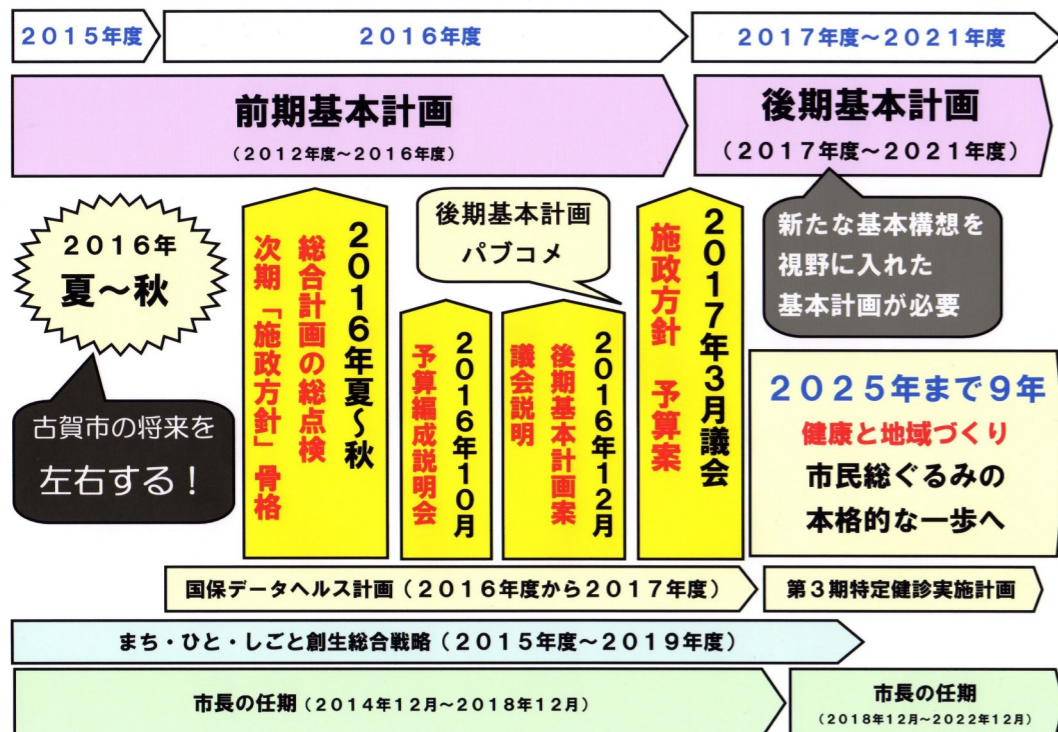 2015年度
2016年度
2017年度～2021年度
前期基本計画
（2012年度～2016年度）
後期基本計画
（2017年度～2021年度）
2016年
夏～秋
古賀市の将来を
左右する！
2016年夏～秋
総合計画の総点検
次期「施政方針」骨格
2016年10月
予算編成説明会
後期基本計画
パブコメ
2016年12月
後期基本計画案
議会説明
2017年3月議会
施政方針　予算案
新たな基本構想を
視野に入れた
基本計画が必要
2025年まで9年
健康と地域づくり
市民総ぐるみの
本格的な一歩へ
国保データヘルス計画（2016年度から2017年度）
第3期特定健診実施計画
まち・ひと・しごと創生総合戦略（2015年度～2019年度）
市長の任期（2014年12月～2018年12月）
市長の任期
（2018年12月～2022年12月）